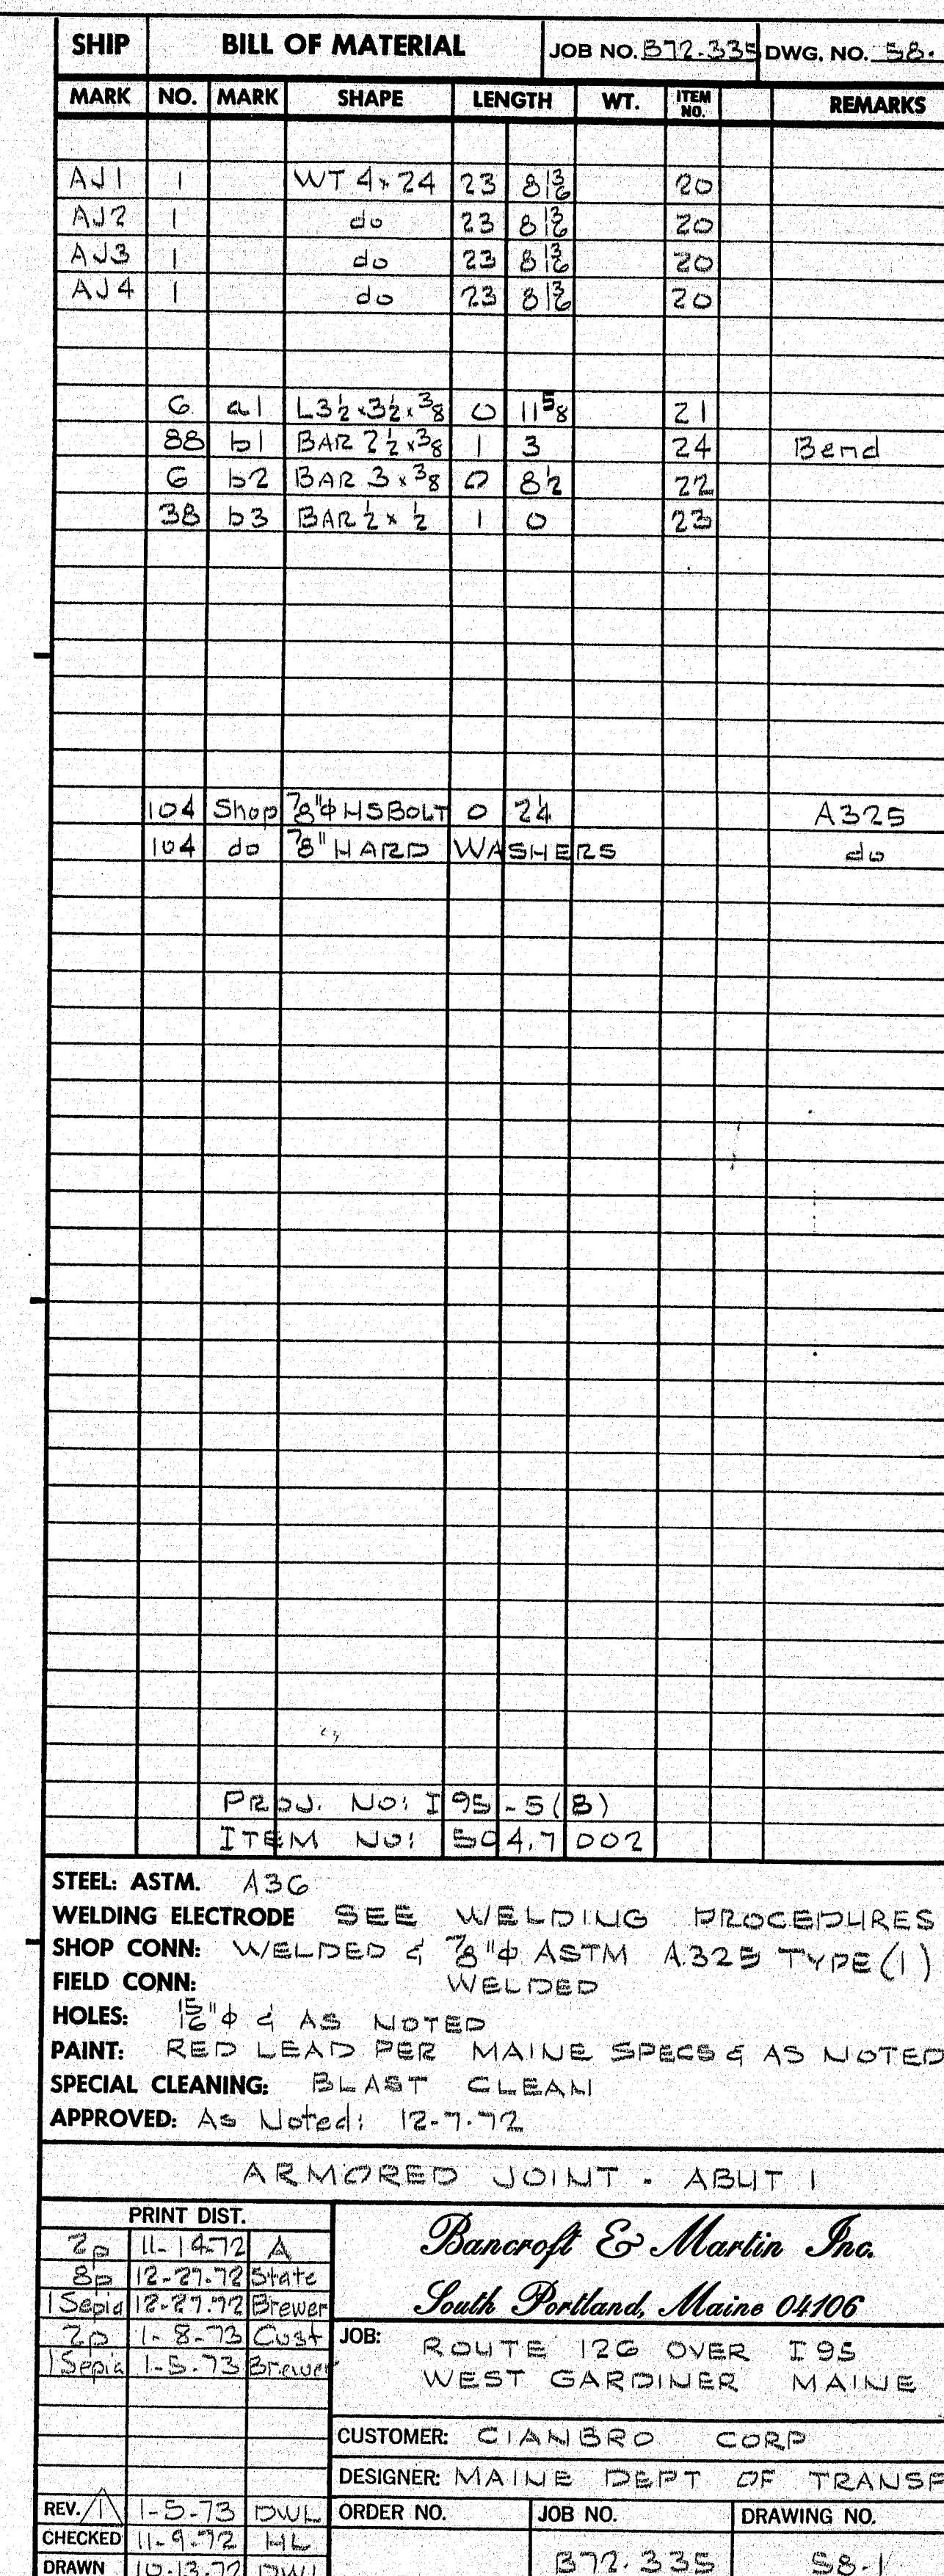 SHIP BILL OF MATERIAL JOB NO. B72-335 DWG. NO. S8-
MARK NO. MARK SHAPE LENGTH WT. ITEM NO. REMARKS
AJ1 1 WT 4x24 23 8 13/16 20
AJ2 1 do 23 8 13/16 20
AJ3 1 do 23 8 13/16 20
AJ4 1 do 23 8 13/16 20
6 a1 L3½x3½x3/8 0 11 5/8 21
88 b1 BAR 2½x3/8 1 3 24 Bend
6 b2 BAR 3x3/8 0 8½ 22
38 b3 BAR ½x½ 1 0 23
104 Shop 7/8"φ HS BOLT 0 2¼ A325
104 do 7/8" HARD WASHERS do
PROJ. NO: I 95-5(8)
ITEM NO: 504.7002
STEEL: ASTM. A36
WELDING ELECTRODE SEE WELDING PROCEDURES
SHOP CONN: WELDED & 7/8"φ ASTM A325 TYPE (1)
FIELD CONN: WELDED
HOLES: 15/16"φ & AS NOTED
PAINT: RED LEAD PER MAINE SPECS & AS NOTED
SPECIAL CLEANING: BLAST CLEAN
APPROVED: As Noted: 12-7-72
ARMORED JOINT - ABUT 1
PRINT DIST.
2p 11-14-72 A
8p 12-27-72 State
1 Sepia 12-27-72 Brewer
2p 1-8-73 Cust
1 Sepia 1-5-73 Brewer
Bancroft & Martin Inc.
South Portland, Maine 04106
JOB: ROUTE 126 OVER I95
WEST GARDINER MAINE
CUSTOMER: CIANBRO CORP
DESIGNER: MAINE DEPT OF TRANSP
REV. 1 1-5-73 DWL ORDER NO. JOB NO. DRAWING NO.
CHECKED 11-9-72 HL
DRAWN 10-13-72 DWL B72-335 S8-1